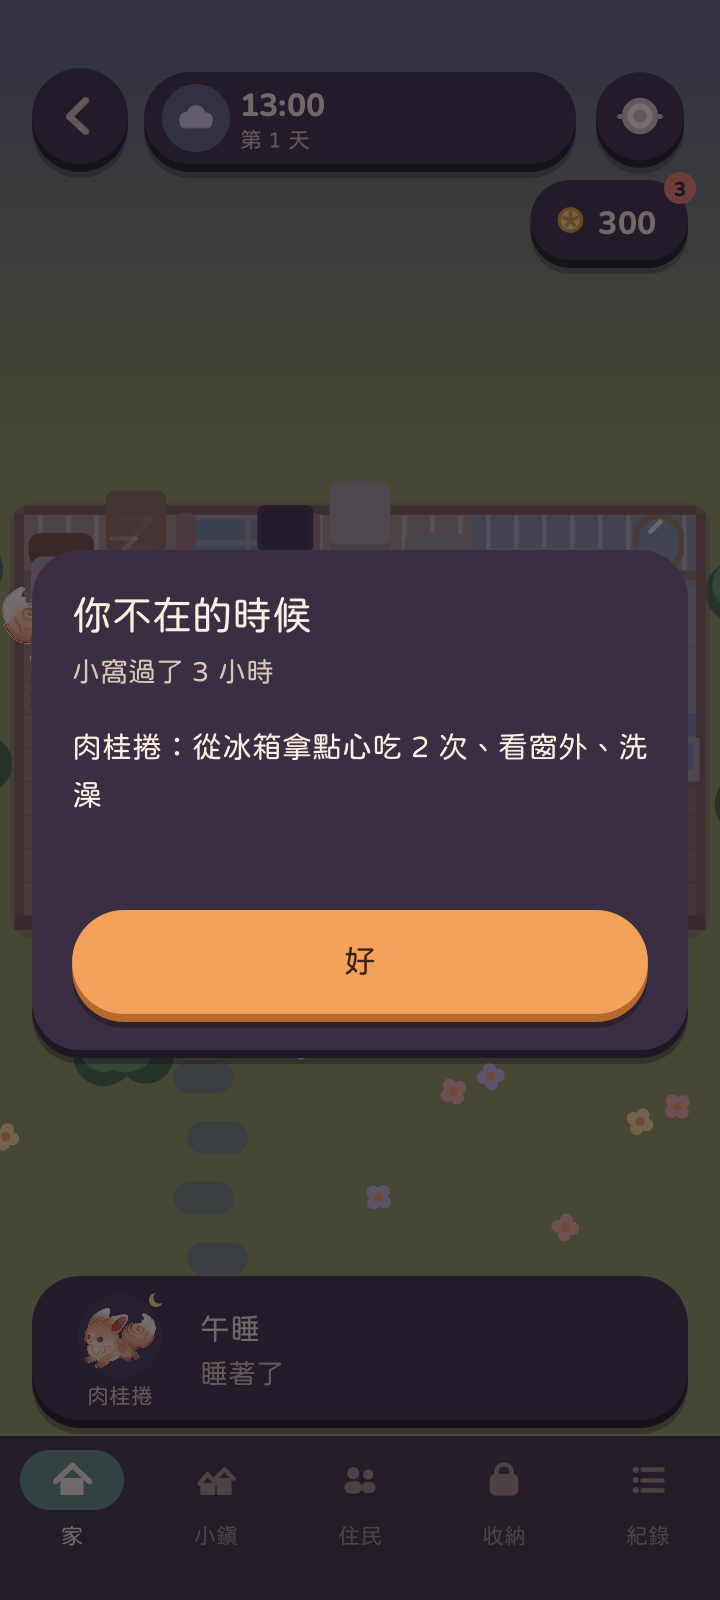 13:00
第 1 天
3
300
你不在的時候
小窩過了 3 小時
肉桂捲：從冰箱拿點心吃 2 次、看窗外、洗
澡
好
午睡
睡著了
肉桂捲
家
小鎮
住民
收納
紀錄